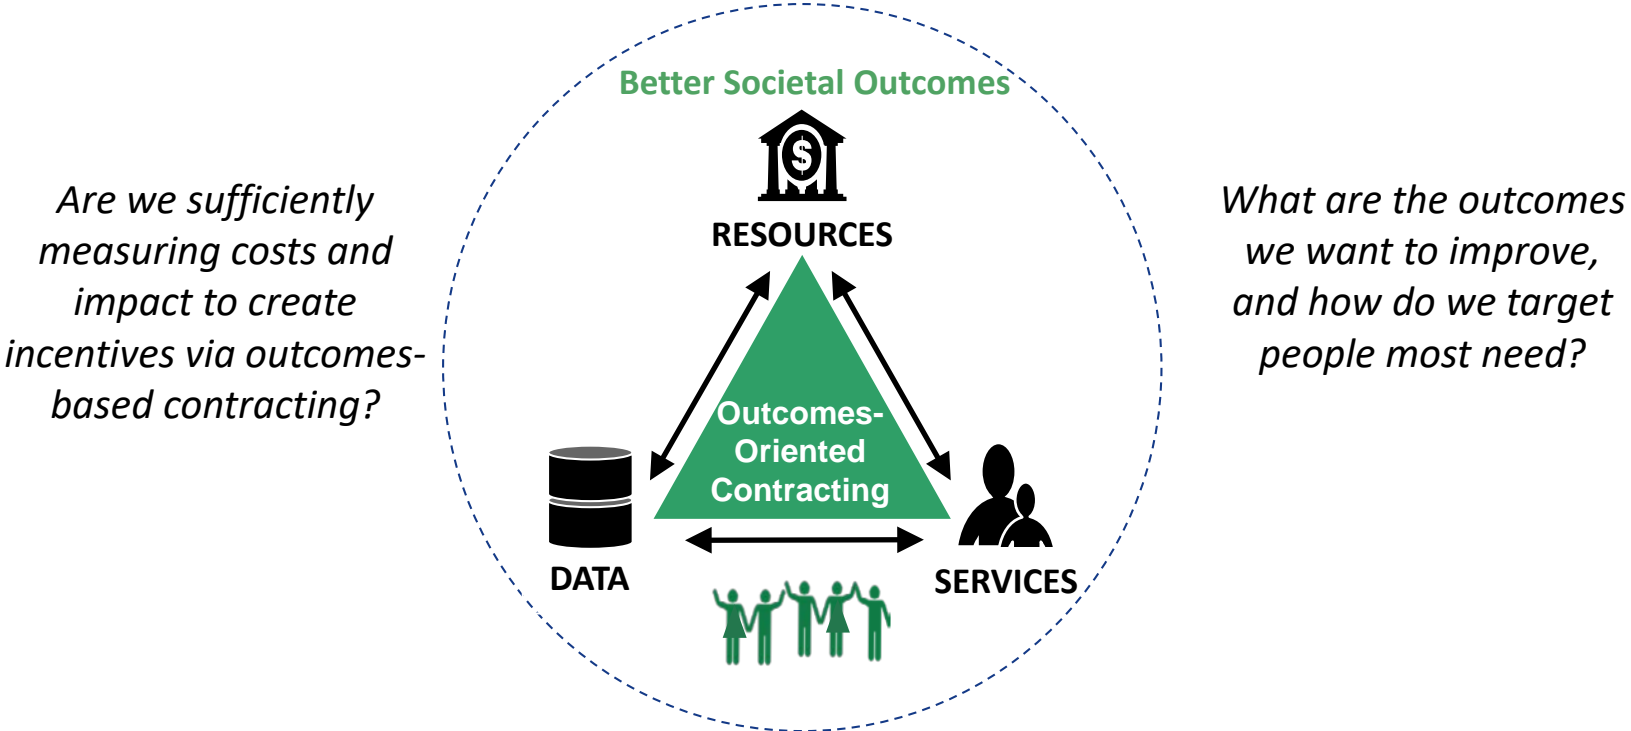 Better Societal Outcomes
$
RESOURCES
Are we sufficiently
measuring costs and
impact to create
incentives via outcomes-
based contracting?
What are the outcomes
we want to improve,
and how do we target
people most need?
Outcomes-
Oriented
Contracting
DATA
SERVICES